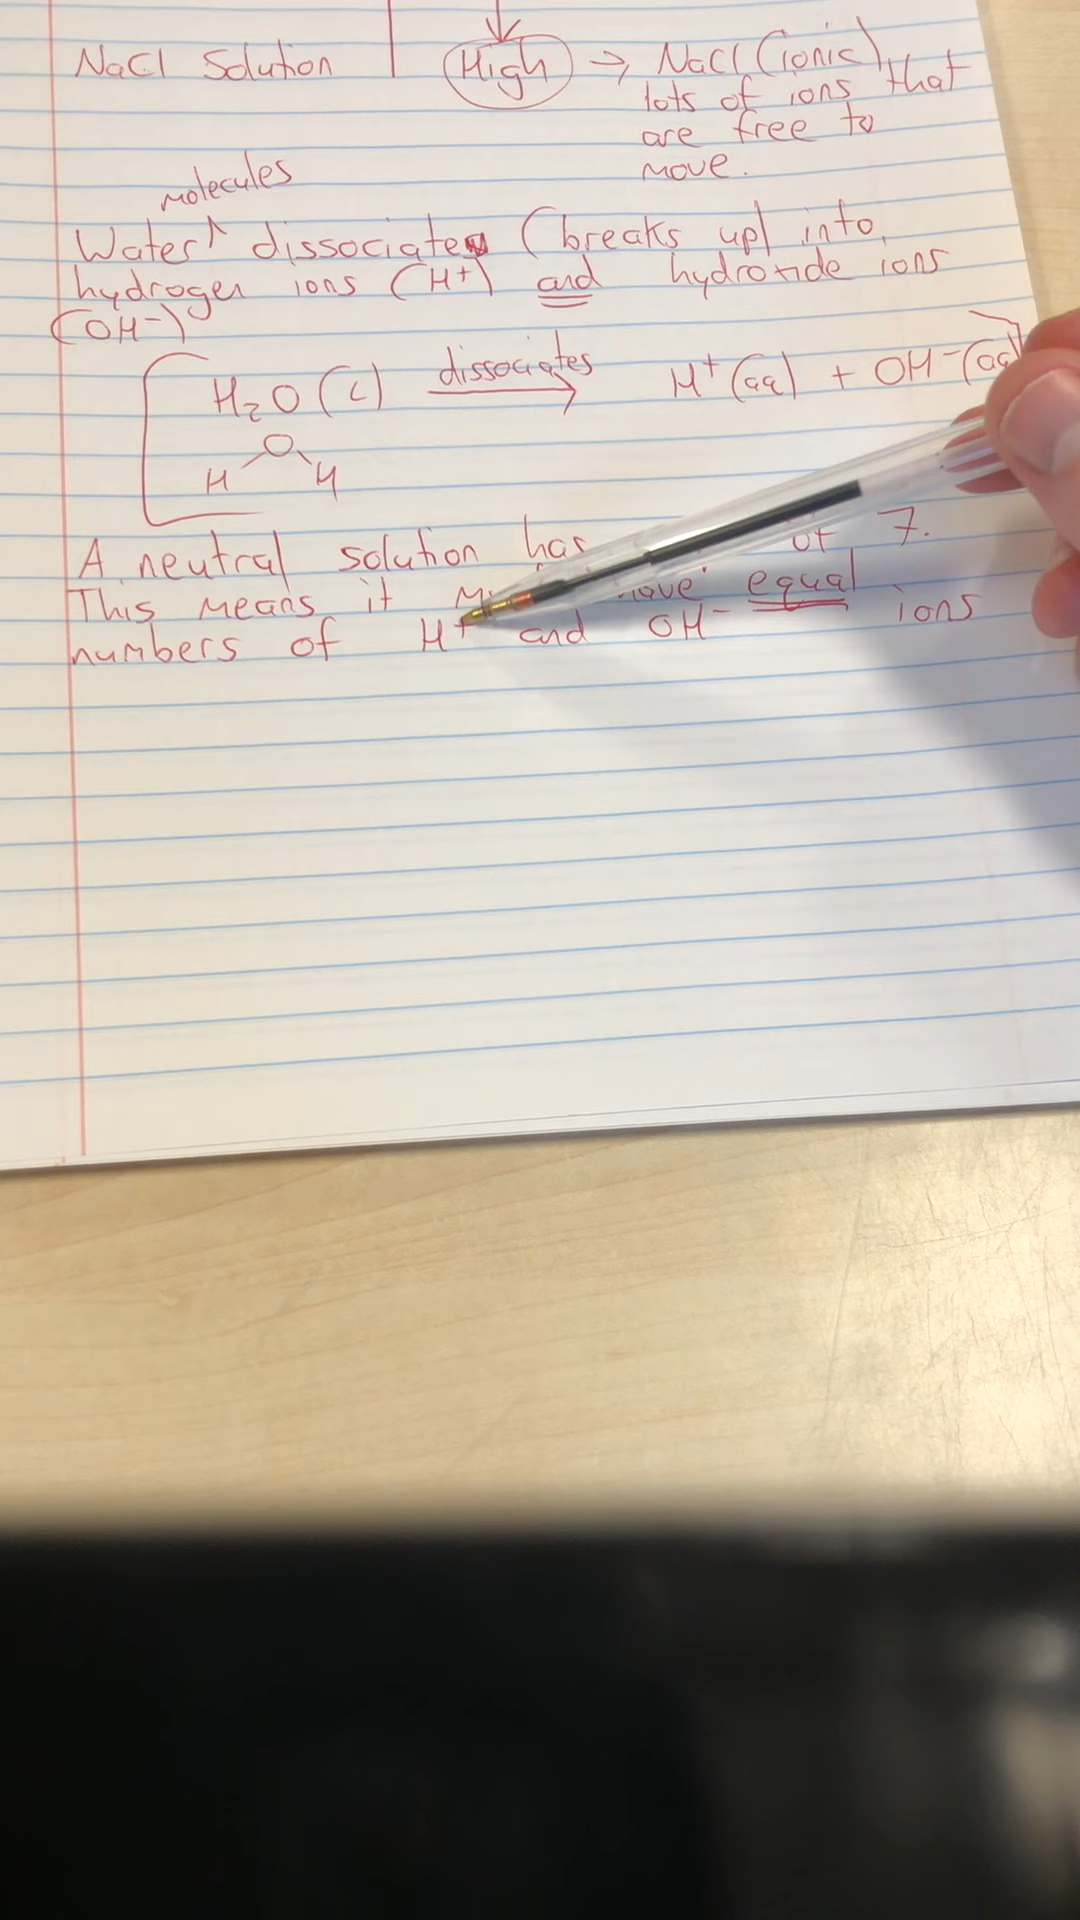 NaCl Solution
High → NaCl (ionic)
lots of ions that
are free to
move.
molecules
Water^ dissociates (breaks up) into
hydrogen ions (H+) and hydroxide ions
(OH-)
H₂O (L) dissociates → H⁺(aq) + OH⁻(aq)
O
H H
A neutral solution has of 7.
This means it have equal
numbers of H⁺ and OH⁻ ions